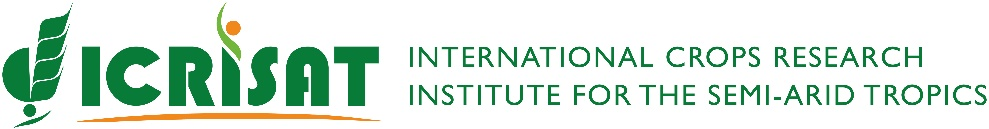 ICRISAT
INTERNATIONAL CROPS RESEARCH
INSTITUTE FOR THE SEMI-ARID TROPICS